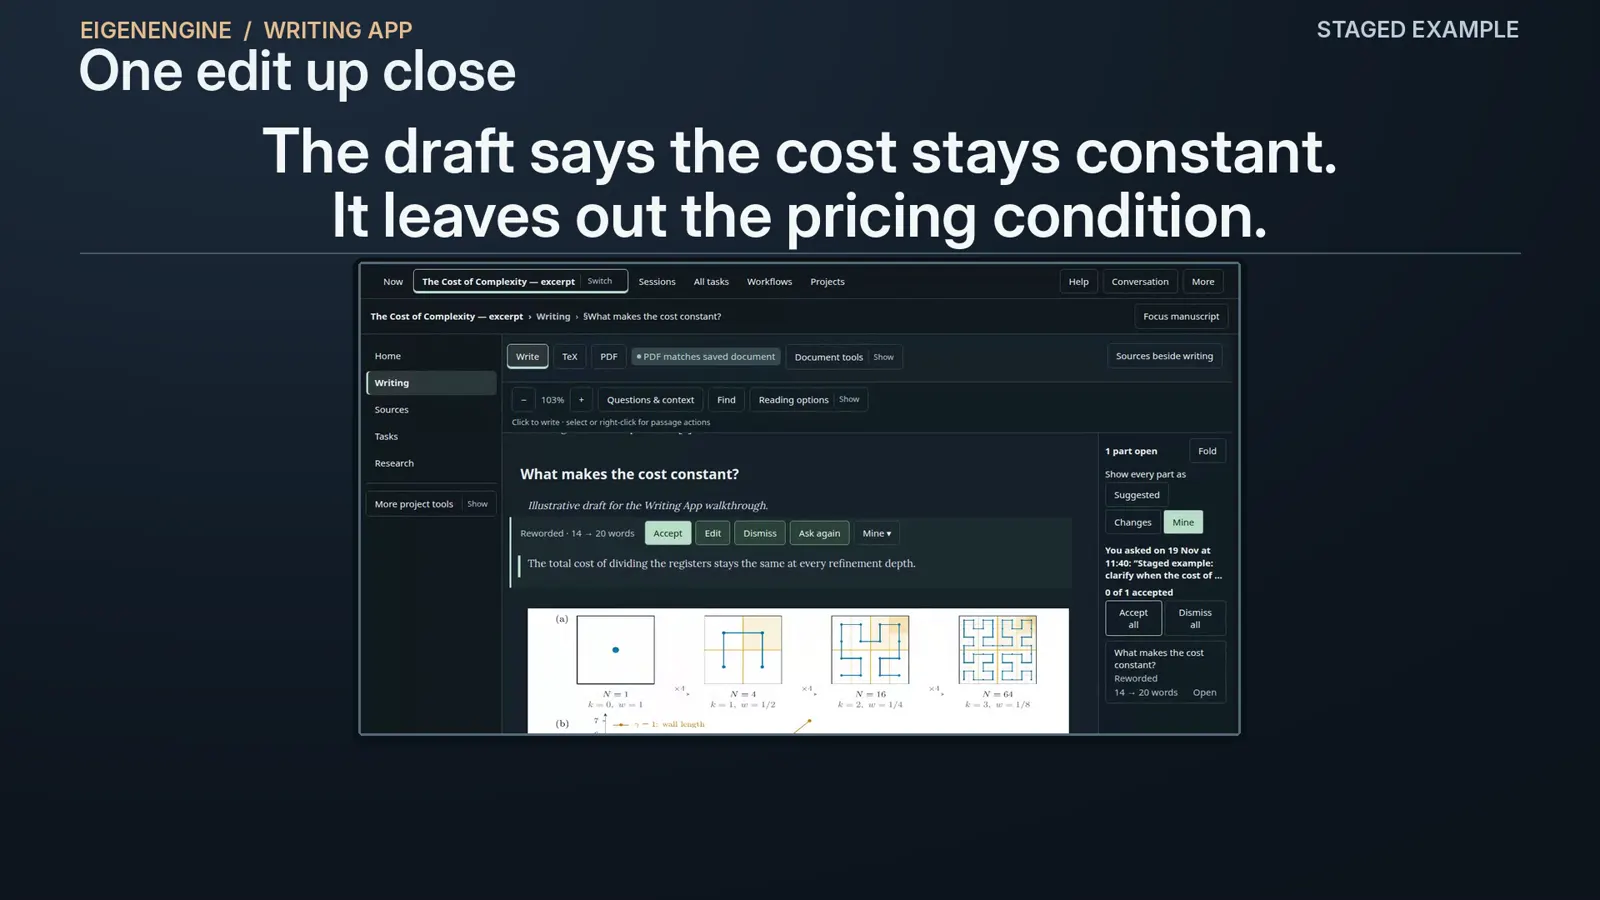 EIGENENGINE / WRITING APP
STAGED EXAMPLE
One edit up close
The draft says the cost stays constant.
It leaves out the pricing condition.
Now
The Cost of Complexity — excerpt
Switch
Sessions
All tasks
Workflows
Projects
Help
Conversation
More
The Cost of Complexity — excerpt › Writing › §What makes the cost constant?
Focus manuscript
Home
Writing
Sources
Tasks
Research
More project tools
Show
Write
TeX
PDF
PDF matches saved document
Document tools
Show
Sources beside writing
− 103% +
Questions & context
Find
Reading options
Show
Click to write · select or right-click for passage actions
What makes the cost constant?
Illustrative draft for the Writing App walkthrough.
Reworded · 14 → 20 words
Accept
Edit
Dismiss
Ask again
Mine ▾
The total cost of dividing the registers stays the same at every refinement depth.
(a)
×4
×4
×4
N = 1
N = 4
N = 16
N = 64
k = 0, w = 1
k = 1, w = 1/2
k = 2, w = 1/4
k = 3, w = 1/8
(b)
7
γ = 1: wall length
1 part open
Fold
Show every part as
Suggested
Changes
Mine
You asked on 19 Nov at
11:40: “Staged example:
clarify when the cost of ...
0 of 1 accepted
Accept
all
Dismiss
all
What makes the cost
constant?
Reworded
14 → 20 words
Open